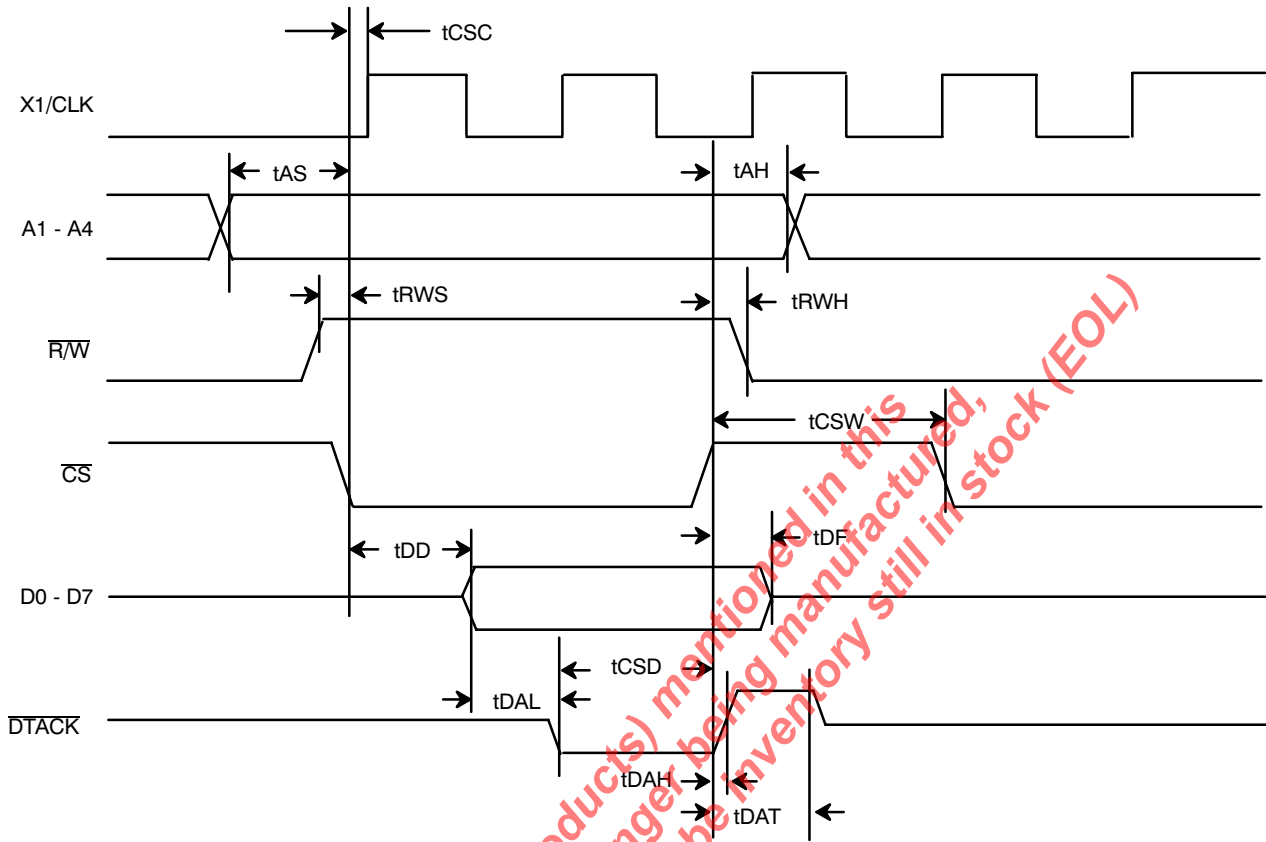 tCSC
X1/CLK
tAS
tAH
A1 - A4
tRWS
tRWH
R/W
tCSW
CS
tDD
tDF
D0 - D7
tCSD
tDAL
DTACK
tDAH
tDAT
oducts) mentioned in this
nger being manufactured,
be inventory still in stock (EOL)